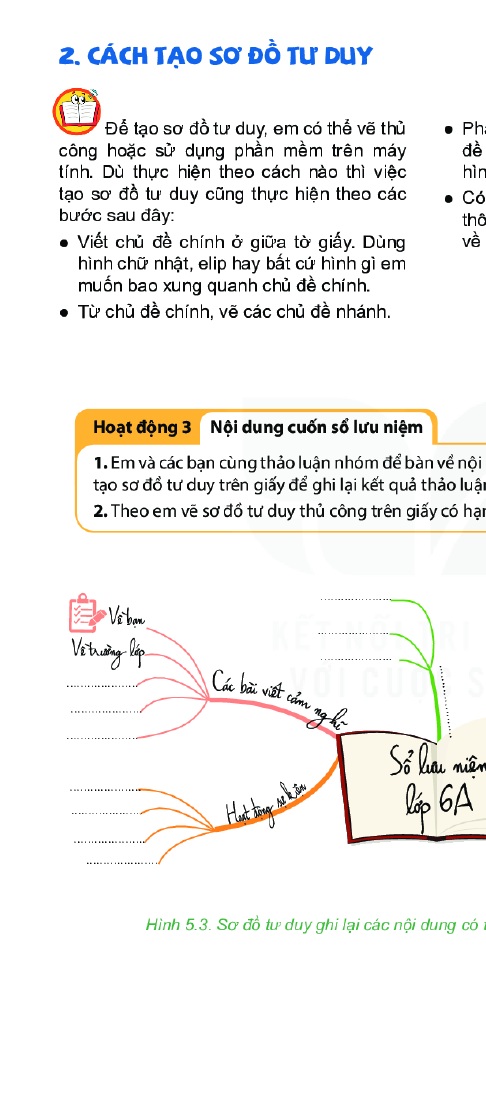 2. CÁCH TẠO SƠ ĐỒ TƯ DUY
Để tạo sơ đồ tư duy, em có thể vẽ thủ
công hoặc sử dụng phần mềm trên máy
tính. Dù thực hiện theo cách nào thì việc
tạo sơ đồ tư duy cũng thực hiện theo các
bước sau đây:
• Viết chủ đề chính ở giữa tờ giấy. Dùng
hình chữ nhật, elip hay bất cứ hình gì em
muốn bao xung quanh chủ đề chính.
• Từ chủ đề chính, vẽ các chủ đề nhánh.
•
đề
• Có
về
Hoạt động 3 Nội dung cuốn sổ lưu niệm
1. Em và các bạn cùng thảo luận nhóm để bàn về nội
tạo sơ đồ tư duy trên giấy để ghi lại kết quả thảo
2. Theo em vẽ sơ đồ tư duy thủ công trên giấy có
Về bạn
Về trường lớp
Các bài viết cảm nghĩ
Hoạt động sự kiện
Sổ lưu niệm
lớp 6A
KẾT NỐI TRI
VỚI CUỘC S
Hình 5.3. Sơ đồ tư duy ghi lại các nội dung có